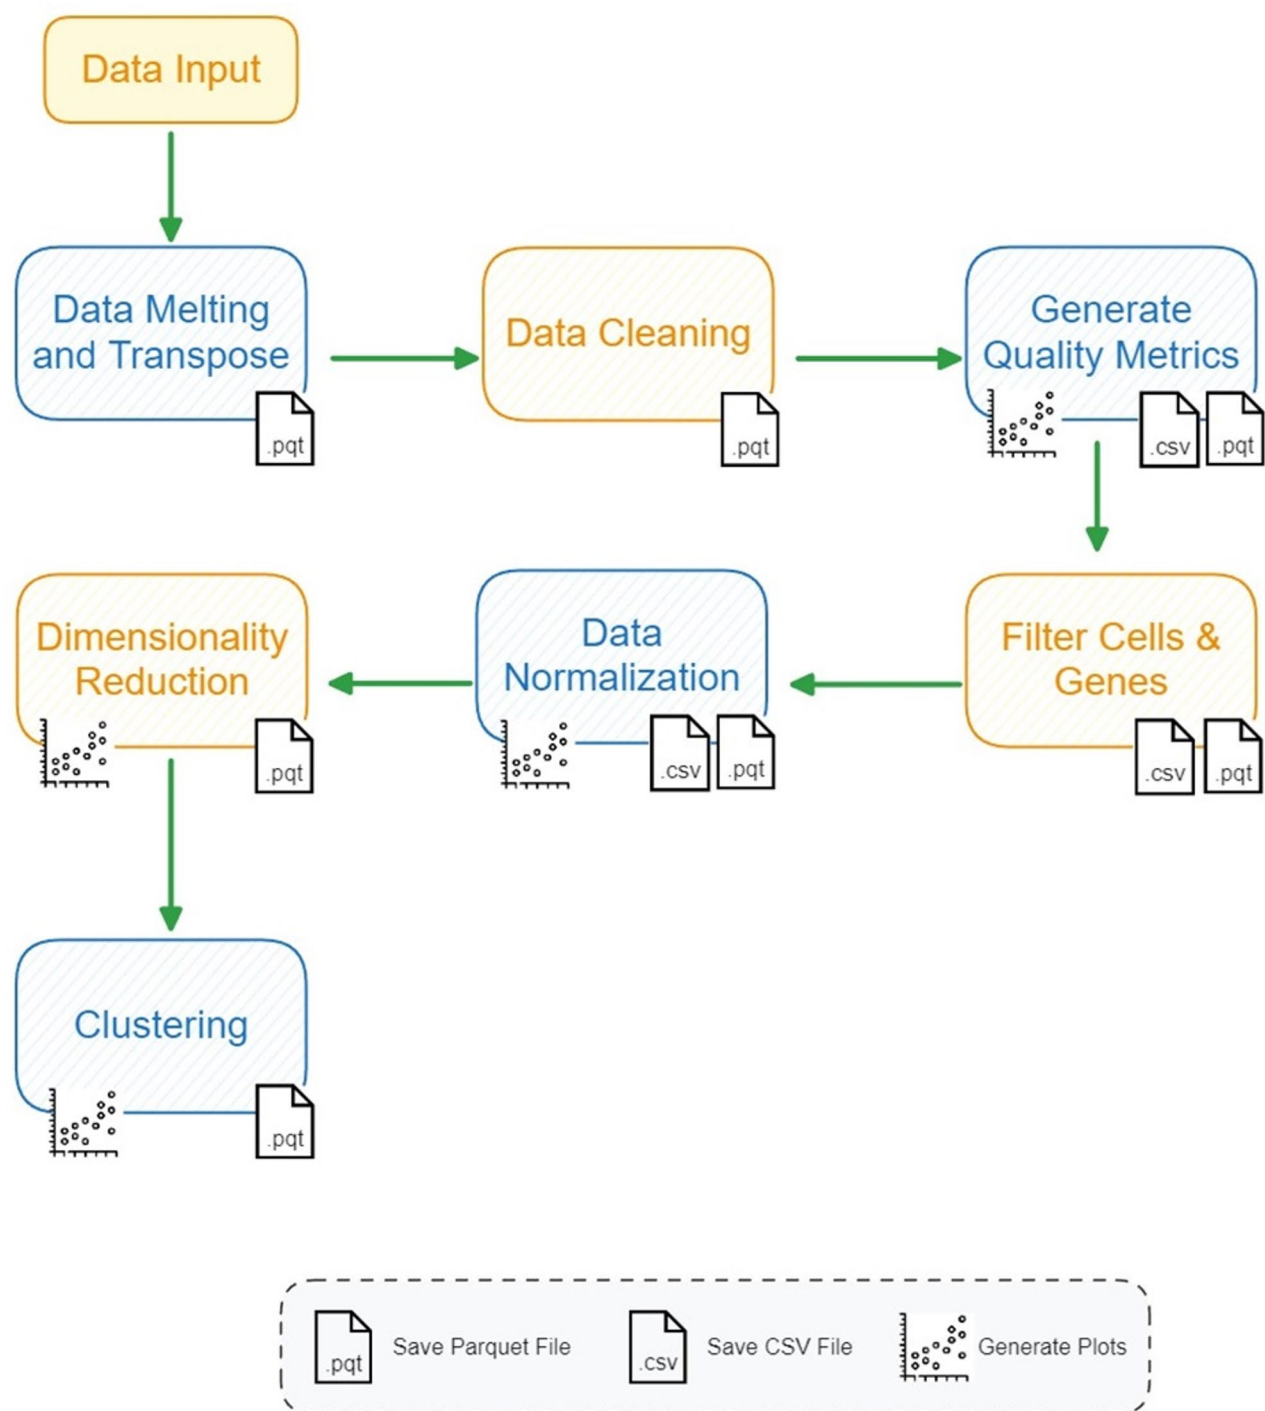 Data Input
Data Melting
and Transpose
.pqt
Data Cleaning
.pqt
Generate
Quality Metrics
.csv
.pqt
Filter Cells &
Genes
.csv
.pqt
Data
Normalization
.csv
.pqt
Dimensionality
Reduction
.pqt
Clustering
.pqt
.pqt
Save Parquet File
.csv
Save CSV File
Generate Plots